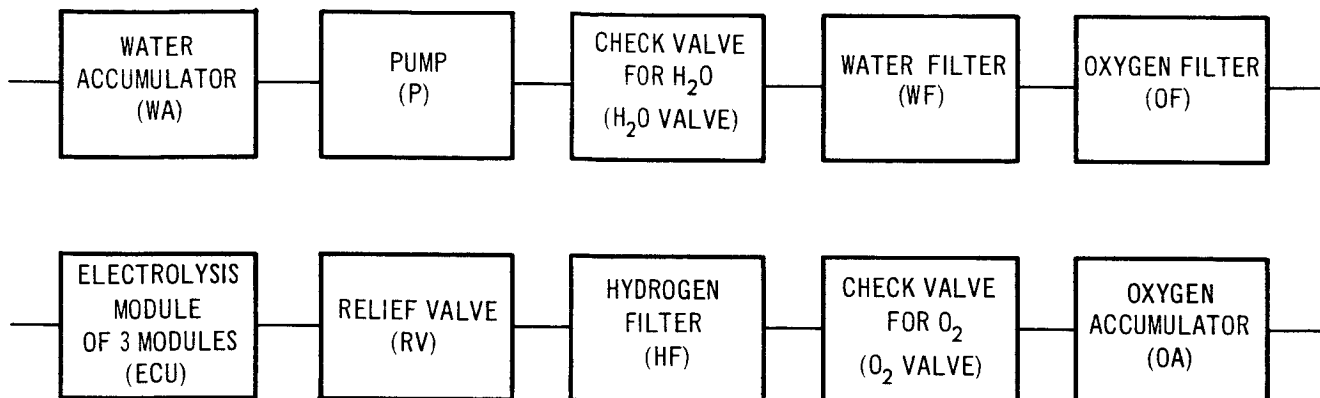 WATER
ACCUMULATOR
(WA)
PUMP
(P)
CHECK VALVE
FOR H₂O
(H₂O VALVE)
WATER FILTER
(WF)
OXYGEN FILTER
(OF)
ELECTROLYSIS
MODULE
OF 3 MODULES
(ECU)
RELIEF VALVE
(RV)
HYDROGEN
FILTER
(HF)
CHECK VALVE
FOR O₂
(O₂ VALVE)
OXYGEN
ACCUMULATOR
(OA)